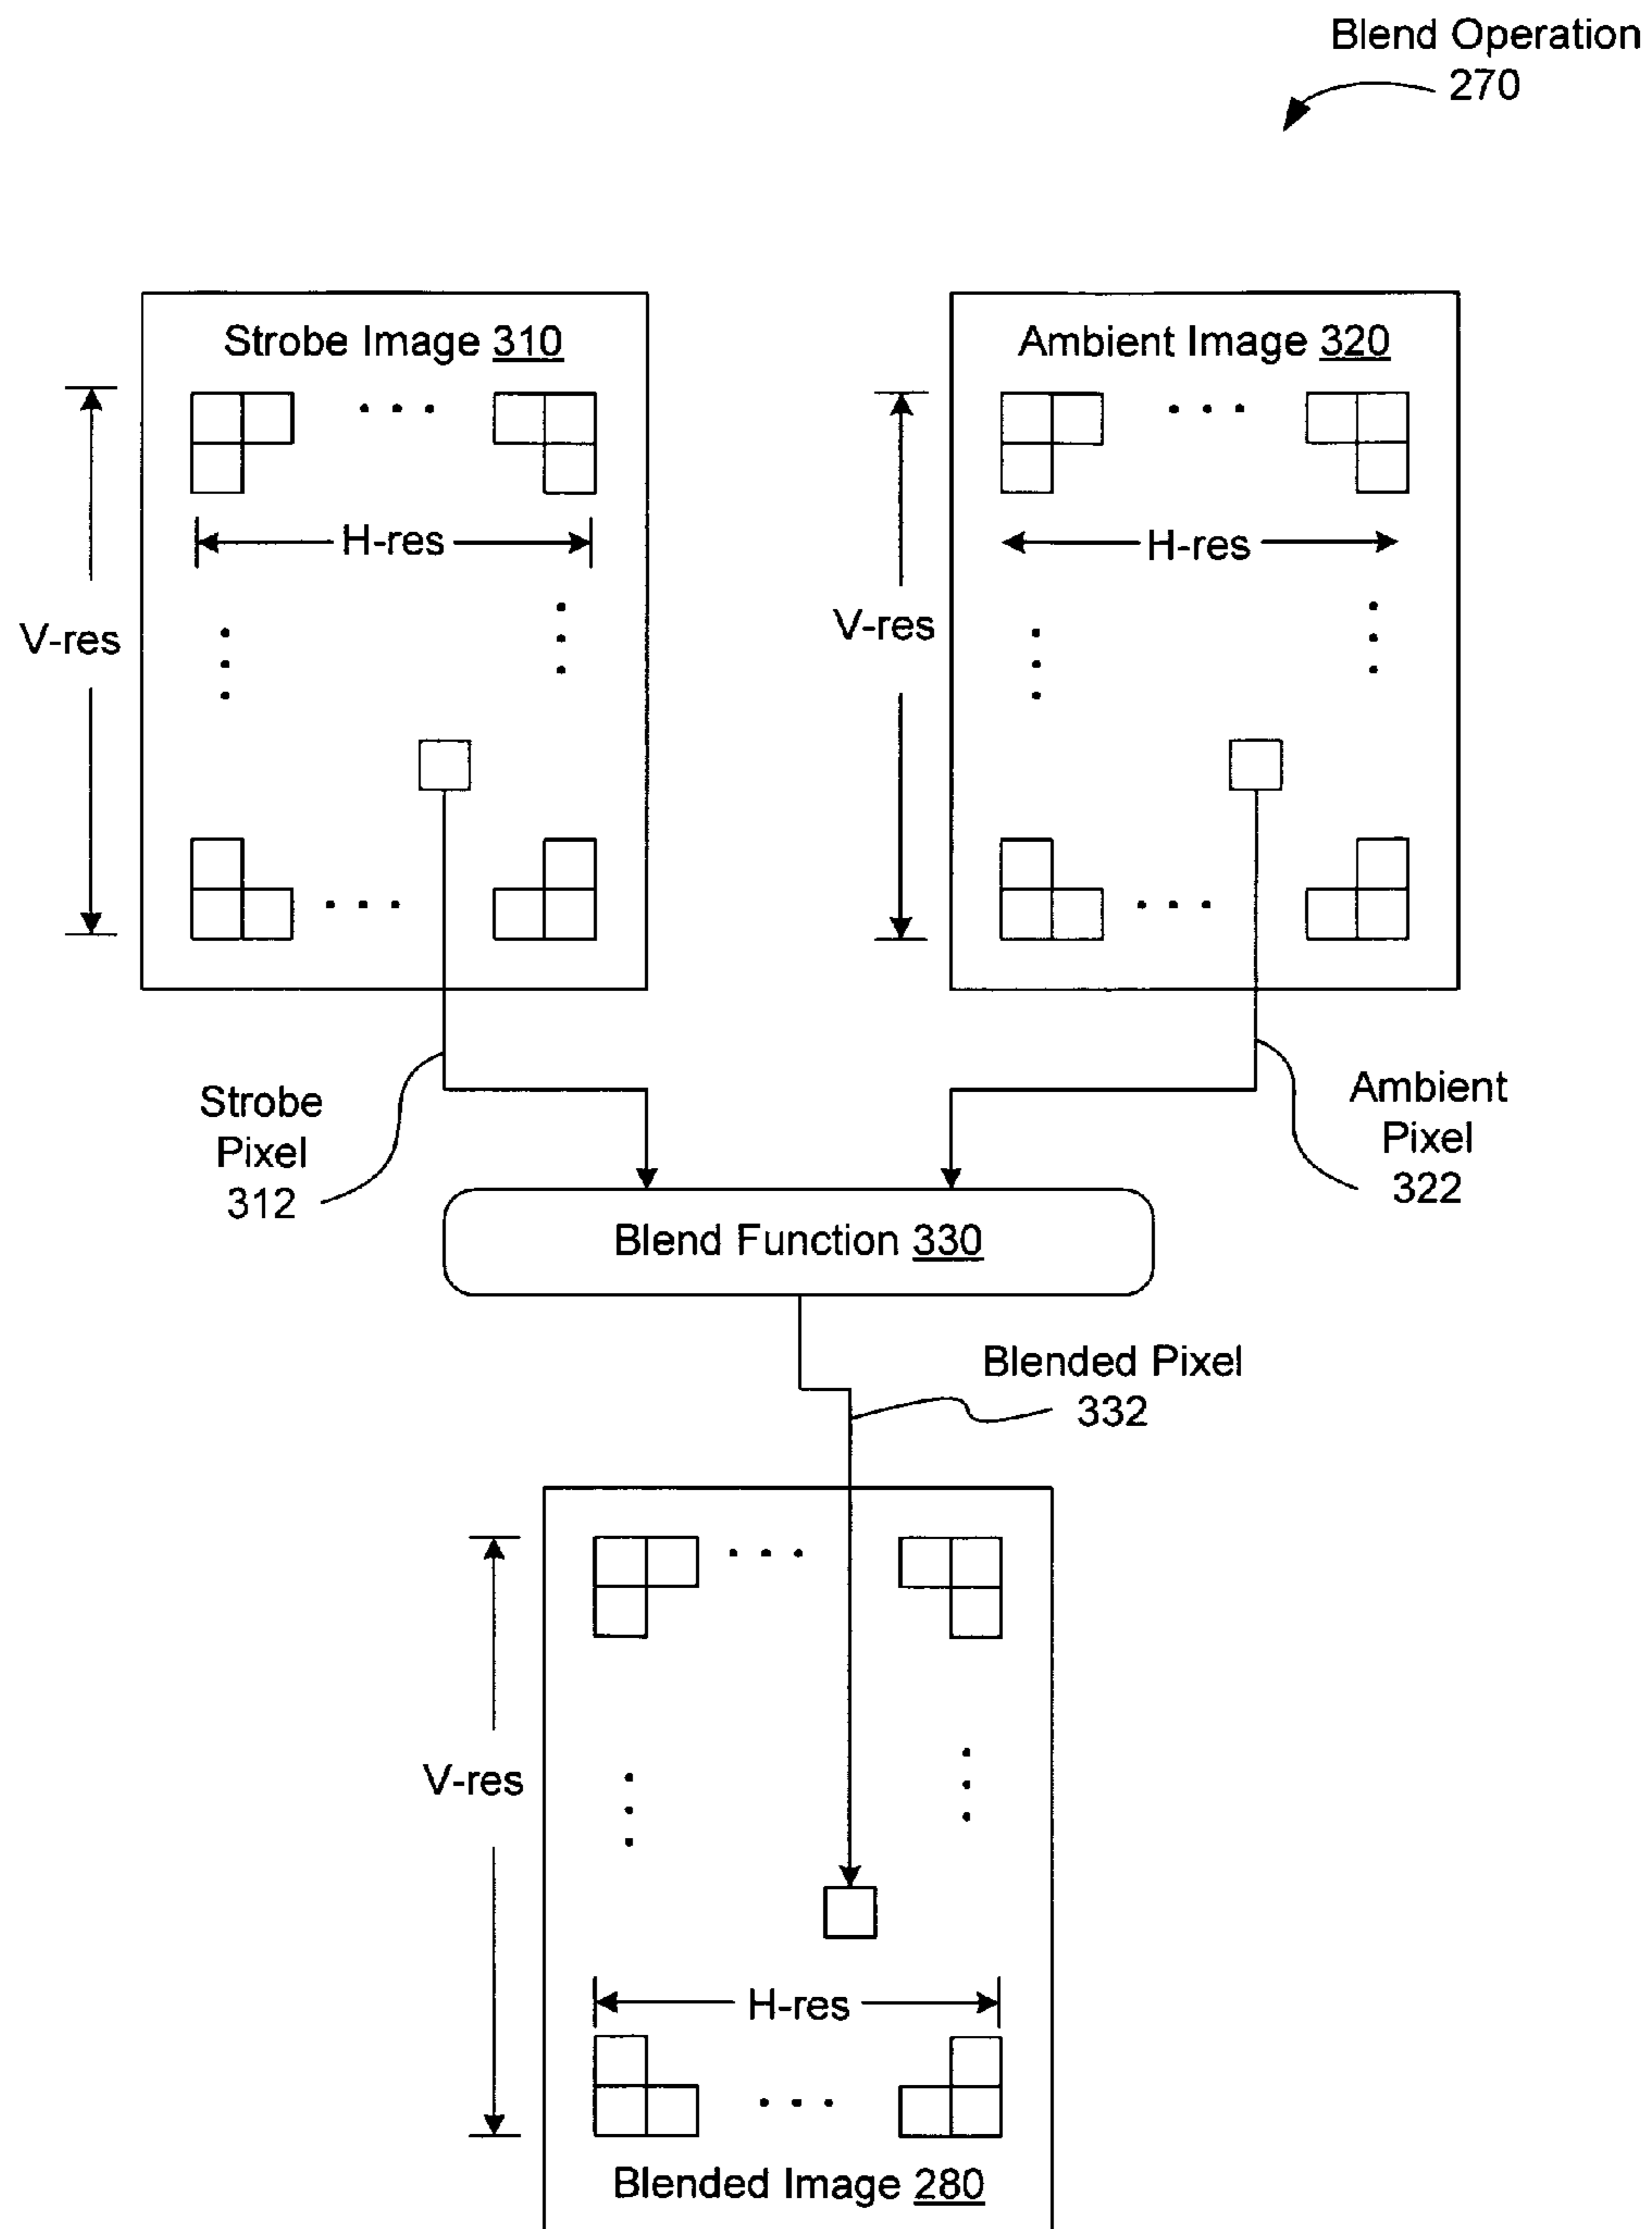 Blend Operation
270
Strobe Image 310
Ambient Image 320
H-res
H-res
V-res
V-res
Strobe
Pixel
312
Ambient
Pixel
322
Blend Function 330
Blended Pixel
332
V-res
H-res
Blended Image 280